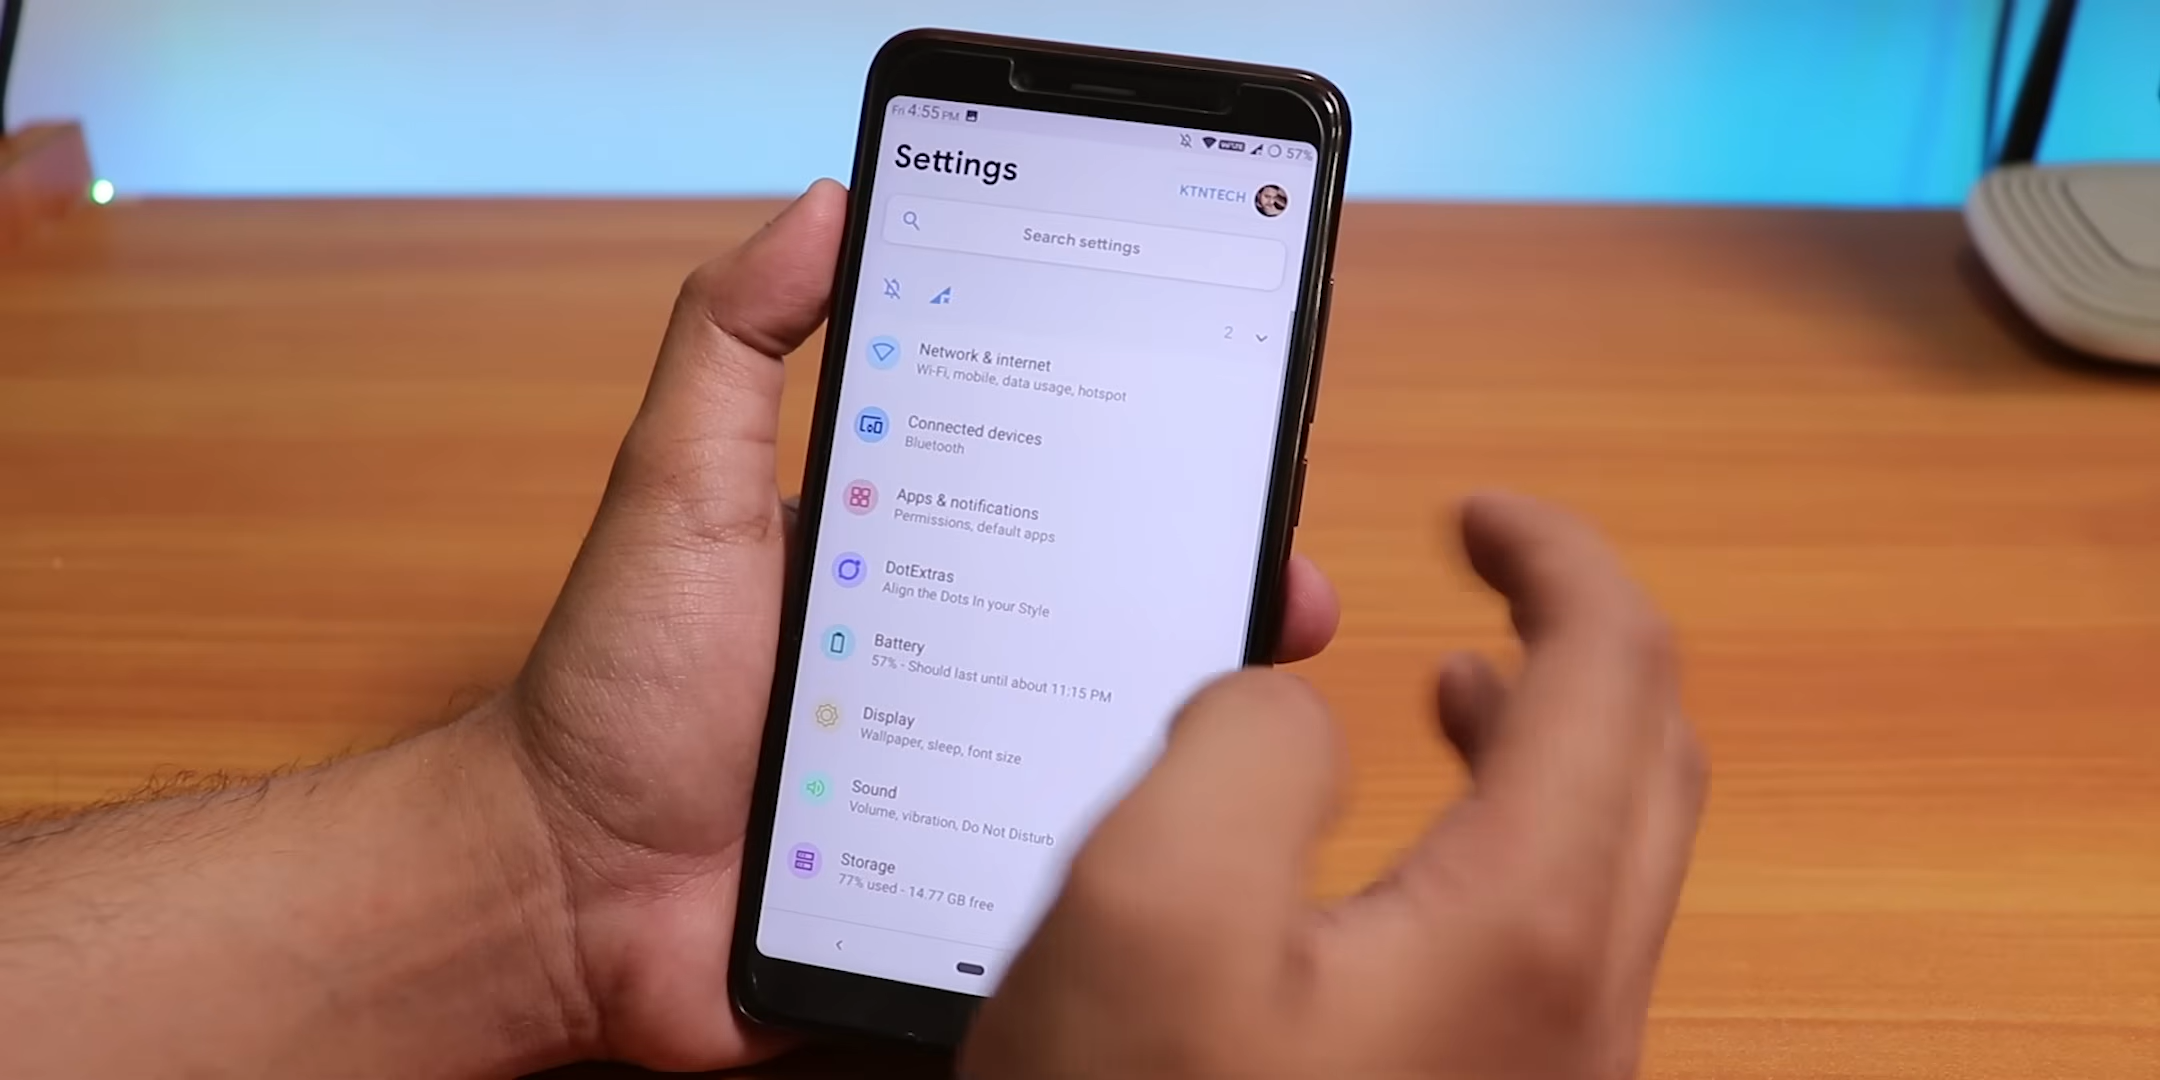 Fri 4:55 PM
57%
Settings
KTNTECH
Search settings
2
Network & internet
Wi-Fi, mobile, data usage, hotspot
Connected devices
Bluetooth
Apps & notifications
Permissions, default apps
DotExtras
Align the Dots In your Style
Battery
57% - Should last until about 11:15 PM
Display
Wallpaper, sleep, font size
Sound
Volume, vibration, Do Not Disturb
Storage
77% used - 14.77 GB free